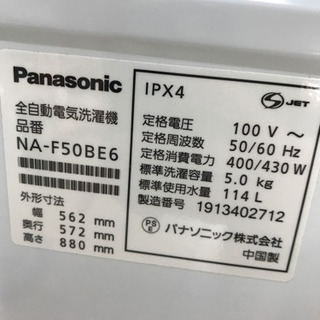 Panasonic
全自動電気洗濯機
品番
NA-F50BE6
外形寸法
幅 562 mm
奥行 572 mm
高さ 880 mm
IPX4
S JET
定格電圧 100 V ～
定格周波数 50/60 Hz
定格消費電力 400/430 W
標準洗濯容量 5.0 kg
標準使用水量 114 L
製造番号 1913402712
PS E パナソニック株式会社
中国製